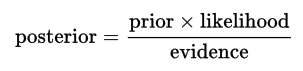 posterior = prior × likelihood / evidence